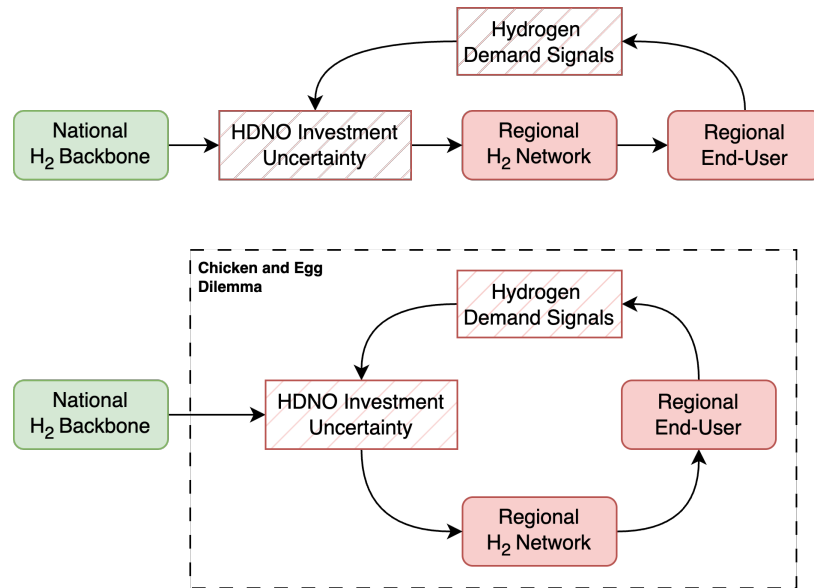 Hydrogen
Demand Signals
National
H₂ Backbone
HDNO Investment
Uncertainty
Regional
H₂ Network
Regional
End-User
Chicken and Egg
Dilemma
Hydrogen
Demand Signals
National
H₂ Backbone
HDNO Investment
Uncertainty
Regional
End-User
Regional
H₂ Network